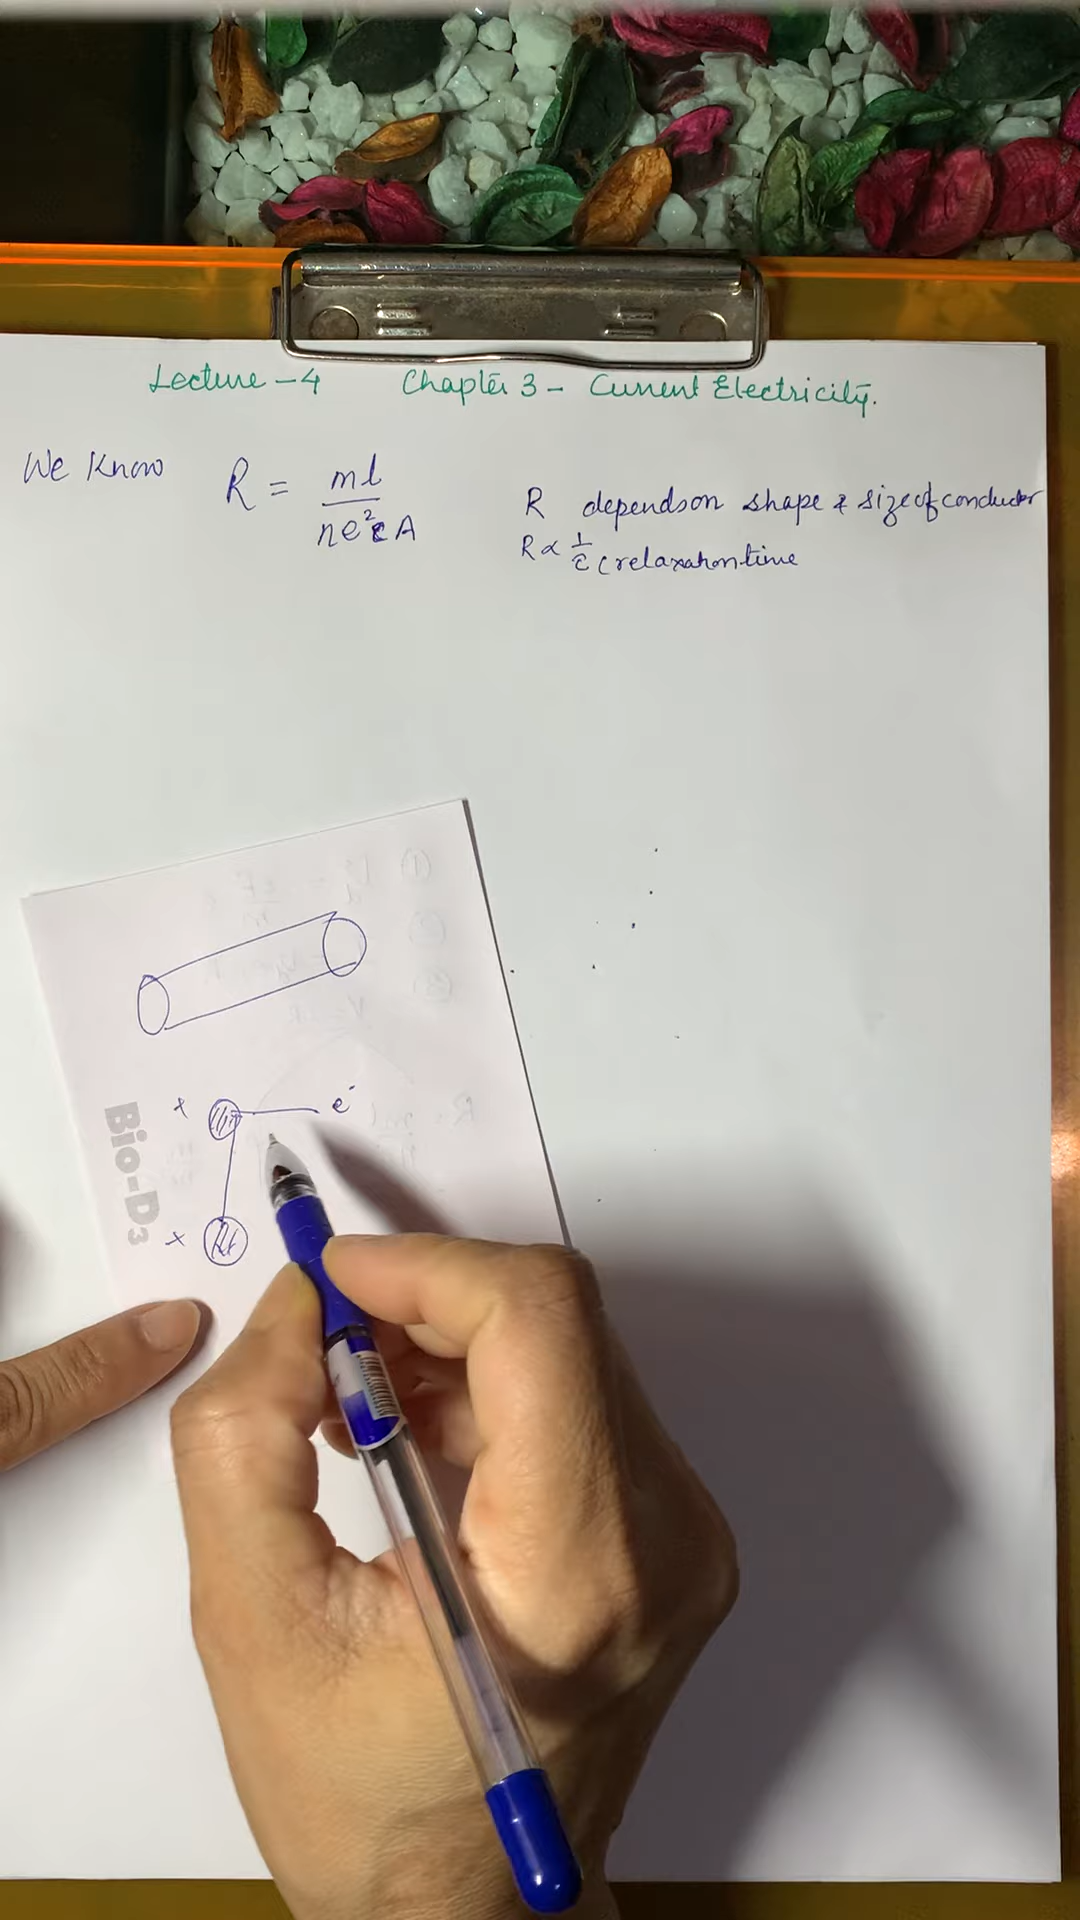 Lecture - 4 Chapter 3 - Current Electricity.
We Know R = ml / ne²τA
R depends on shape & size of conductor
R ∝ 1/τ (relaxation time
x e⁻
x
Bio-D3